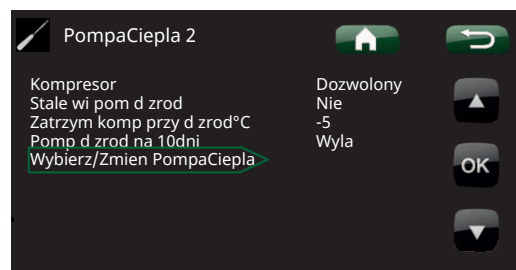 PompaCiepla 2
Kompresor Dozwolony
Stale wi pom d zrod Nie
Zatrzym komp przy d zrod°C -5
Pomp d zrod na 10dni Wyla
Wybierz/Zmien PompaCiepla
OK